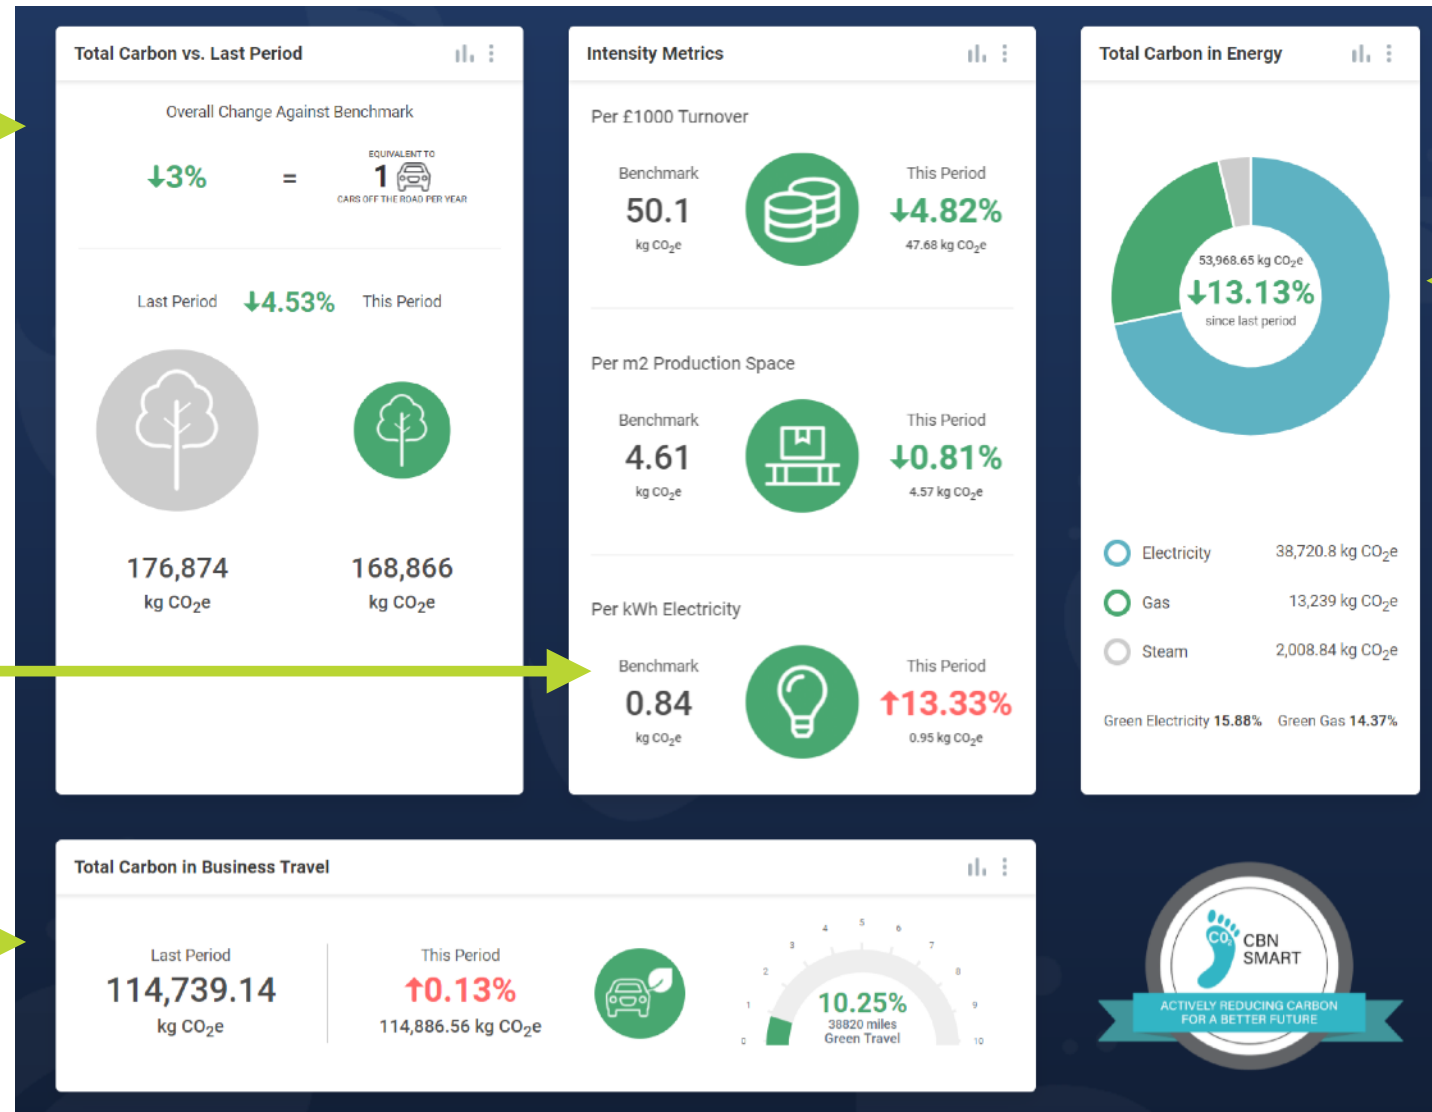 Total Carbon vs. Last Period
Overall Change Against Benchmark
↓3%
=
EQUIVALENT TO
1
CARS OFF THE ROAD PER YEAR
Last Period ↓4.53% This Period
176,874
kg CO₂e
168,866
kg CO₂e
Intensity Metrics
Per £1000 Turnover
Benchmark
50.1
kg CO₂e
This Period
↓4.82%
47.68 kg CO₂e
Per m2 Production Space
Benchmark
4.61
kg CO₂e
This Period
↓0.81%
4.57 kg CO₂e
Per kWh Electricity
Benchmark
0.84
kg CO₂e
This Period
↑13.33%
0.95 kg CO₂e
Total Carbon in Energy
53,968.65 kg CO₂e
↓13.13%
since last period
Electricity 38,720.8 kg CO₂e
Gas 13,239 kg CO₂e
Steam 2,008.84 kg CO₂e
Green Electricity 15.88% Green Gas 14.37%
Total Carbon in Business Travel
Last Period
114,739.14
kg CO₂e
This Period
↑0.13%
114,886.56 kg CO₂e
0
1
2
3
4
5
6
7
8
9
10
10.25%
38820 miles
Green Travel
CO₂
CBN
SMART
ACTIVELY REDUCING CARBON
FOR A BETTER FUTURE